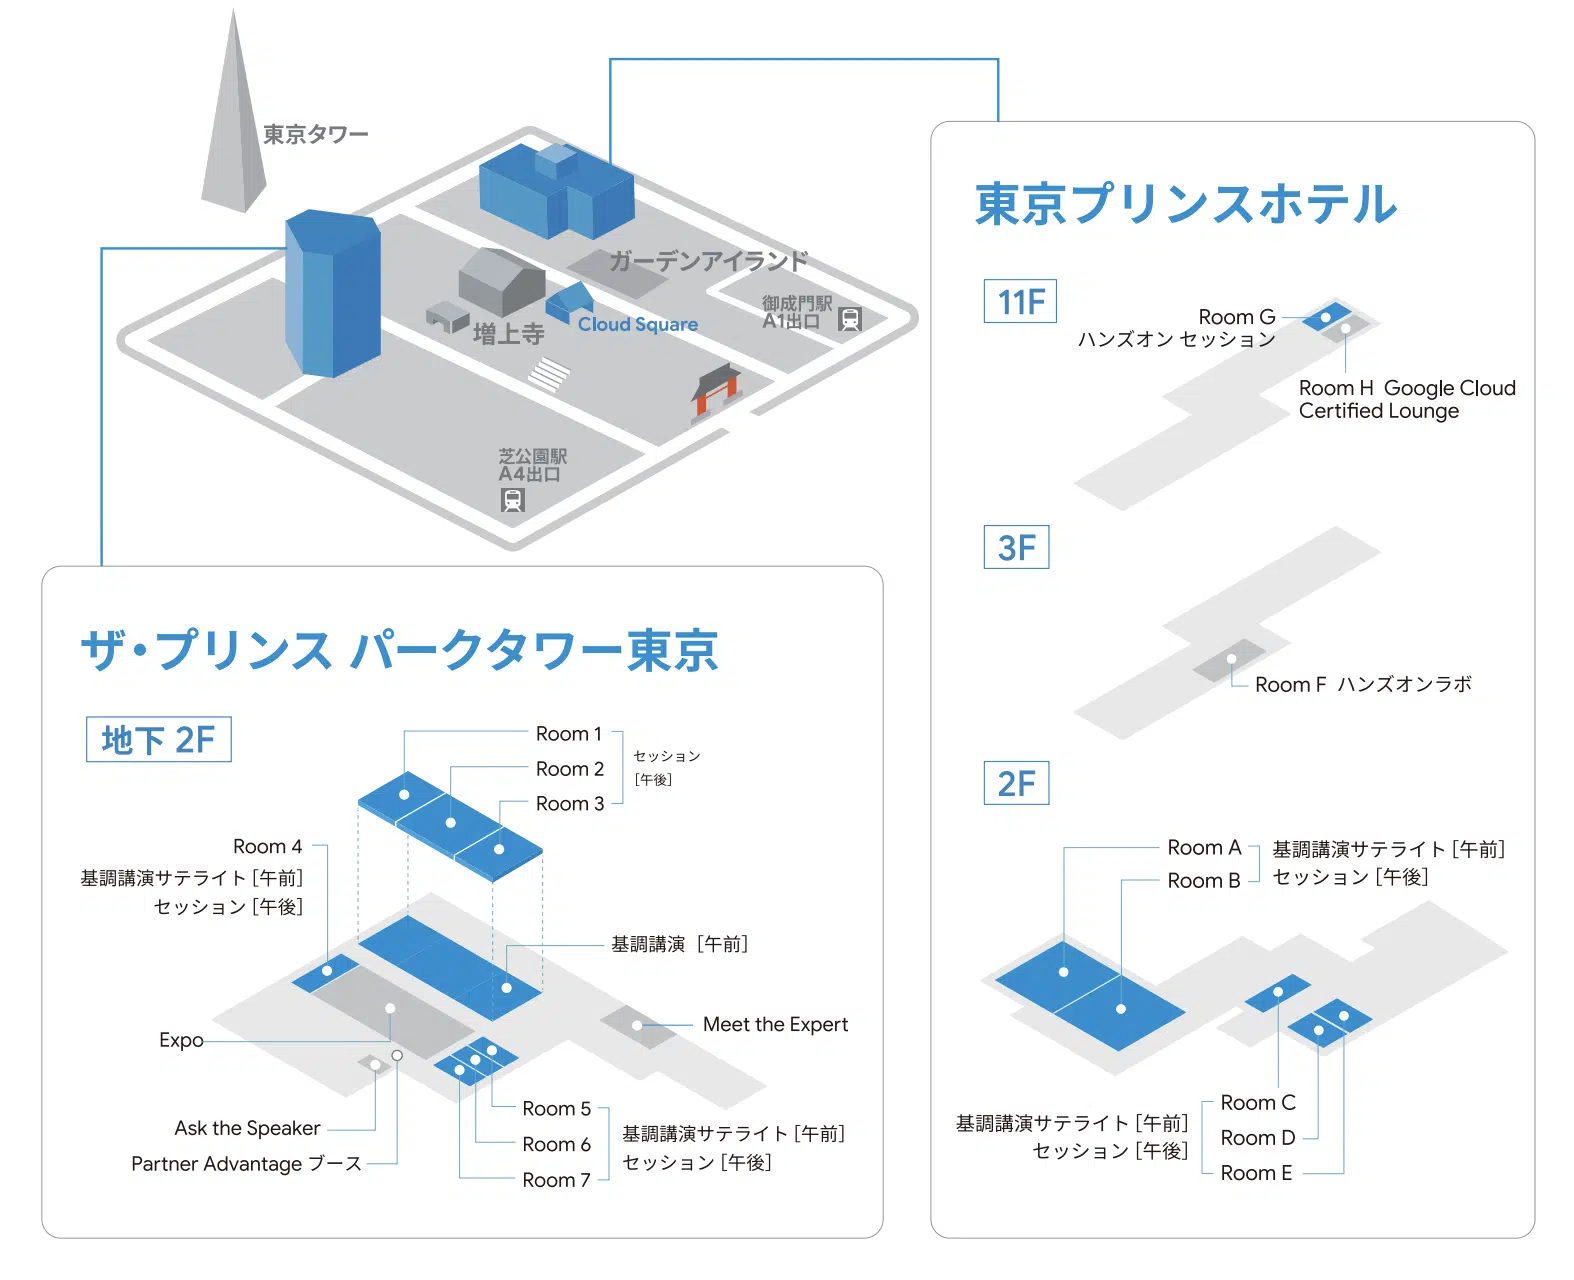 東京タワー
ガーデンアイランド
御成門駅
A1出口
Cloud Square
増上寺
芝公園駅
A4出口
ザ・プリンス パークタワー東京
地下 2F
Room 1
Room 2
Room 3
セッション
［午後］
Room 4
基調講演サテライト［午前］
セッション［午後］
基調講演［午前］
Expo
Meet the Expert
Ask the Speaker
Partner Advantage ブース
Room 5
Room 6
Room 7
基調講演サテライト［午前］
セッション［午後］
東京プリンスホテル
11F
Room G
ハンズオン セッション
Room H Google Cloud
Certified Lounge
3F
Room F ハンズオンラボ
2F
Room A
Room B
基調講演サテライト［午前］
セッション［午後］
Room C
Room D
Room E
基調講演サテライト［午前］
セッション［午後］